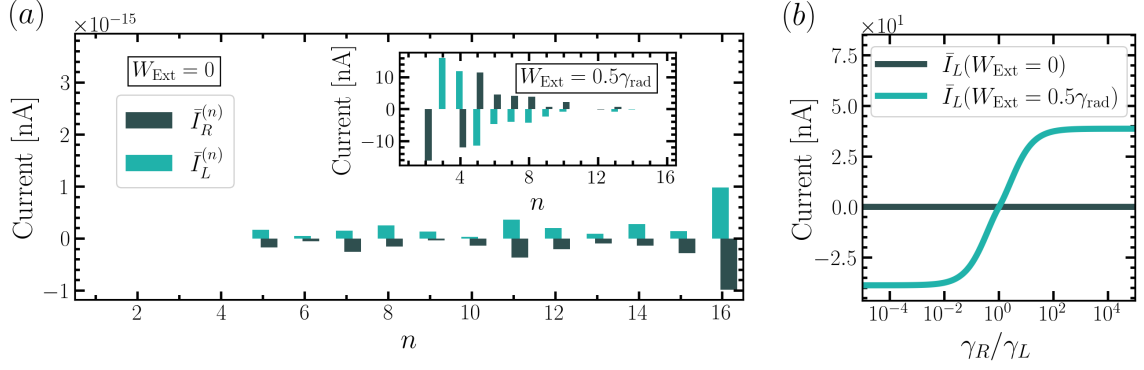 (a)
×10⁻¹⁵
Current [nA]
3
2
1
0
−1
W_Ext = 0
Ī_R^(n)
Ī_L^(n)
2 4 6 8 10 12 14 16
n
Current [nA]
10
0
−10
W_Ext = 0.5γ_rad
4 8 12 16
n
(b)
×10¹
Current [nA]
7.5
5.0
2.5
0.0
−2.5
Ī_L(W_Ext = 0)
Ī_L(W_Ext = 0.5γ_rad)
10⁻⁴ 10⁻² 10⁰ 10² 10⁴
γ_R/γ_L